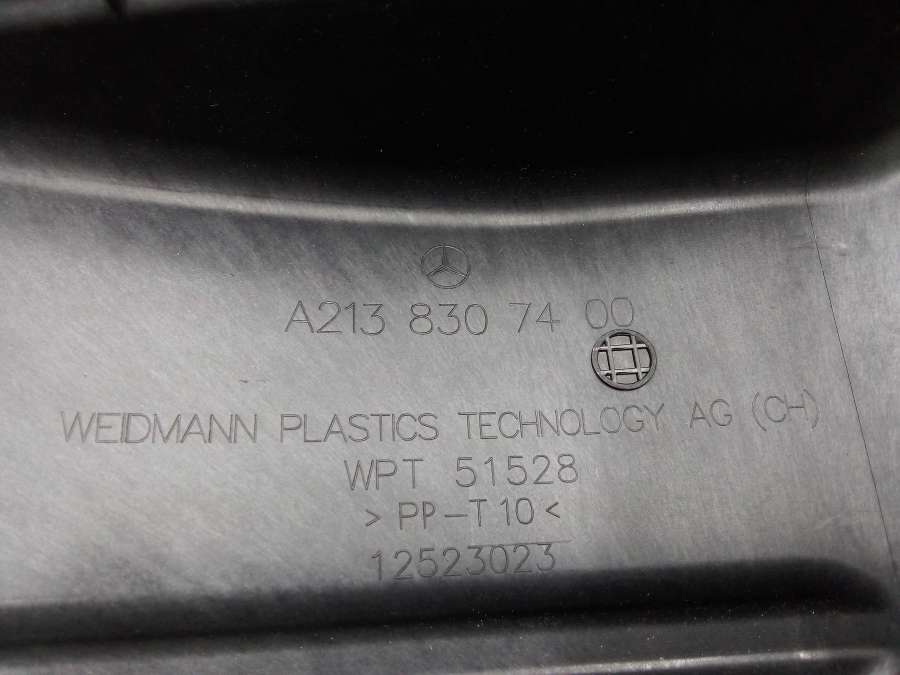 A213 830 74 00
WEIDMANN PLASTICS TECHNOLOGY AG (CH)
WPT 51528
> PP-T10 <
12523023